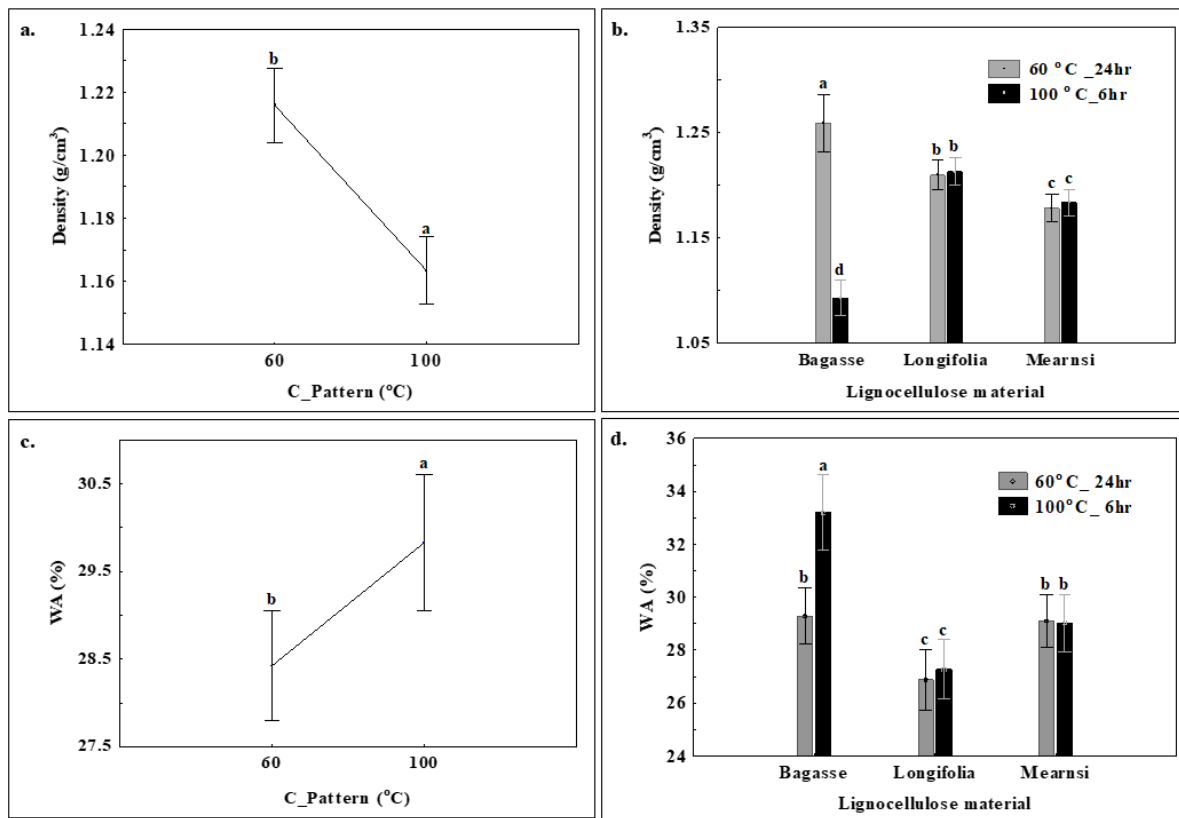 a.
1.24
1.22
1.20
1.18
1.16
1.14
Density (g/cm³)
b
a
60
100
C_Pattern (°C)
b.
1.35
1.25
1.15
1.05
Density (g/cm³)
60 °C _24hr
100 °C_6hr
a
d
b b
c c
Bagasse
Longifolia
Mearnsi
Lignocellulose material
c.
30.5
29.5
28.5
27.5
WA (%)
b
a
60
100
C_Pattern (°C)
d.
36
34
32
30
28
26
24
WA (%)
60°C_ 24hr
100°C_ 6hr
b
a
c c
b b
Bagasse
Longifolia
Mearnsi
Lignocellulose material